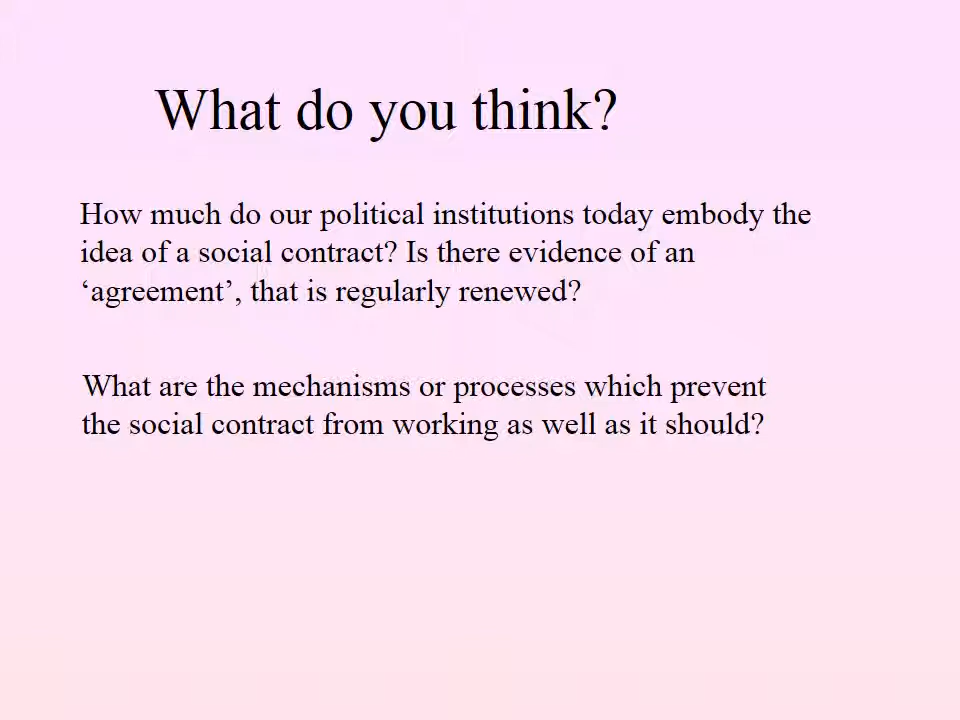 What do you think?
How much do our political institutions today embody the
idea of a social contract? Is there evidence of an
‘agreement’, that is regularly renewed?
What are the mechanisms or processes which prevent
the social contract from working as well as it should?